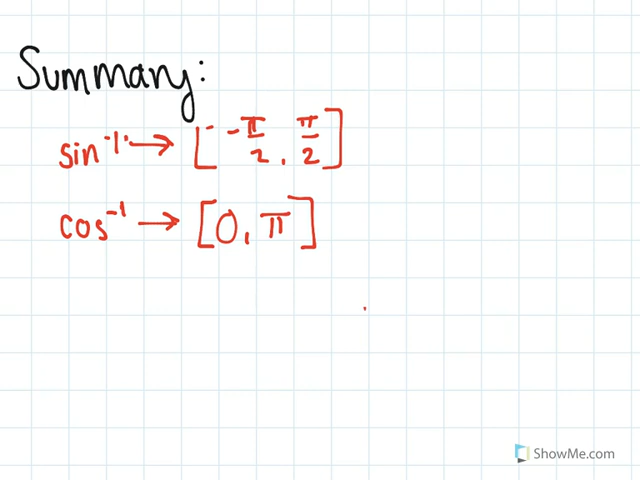 Summary:
sin⁻¹ → [-π/2, π/2]
cos⁻¹ → [0, π]
ShowMe.com